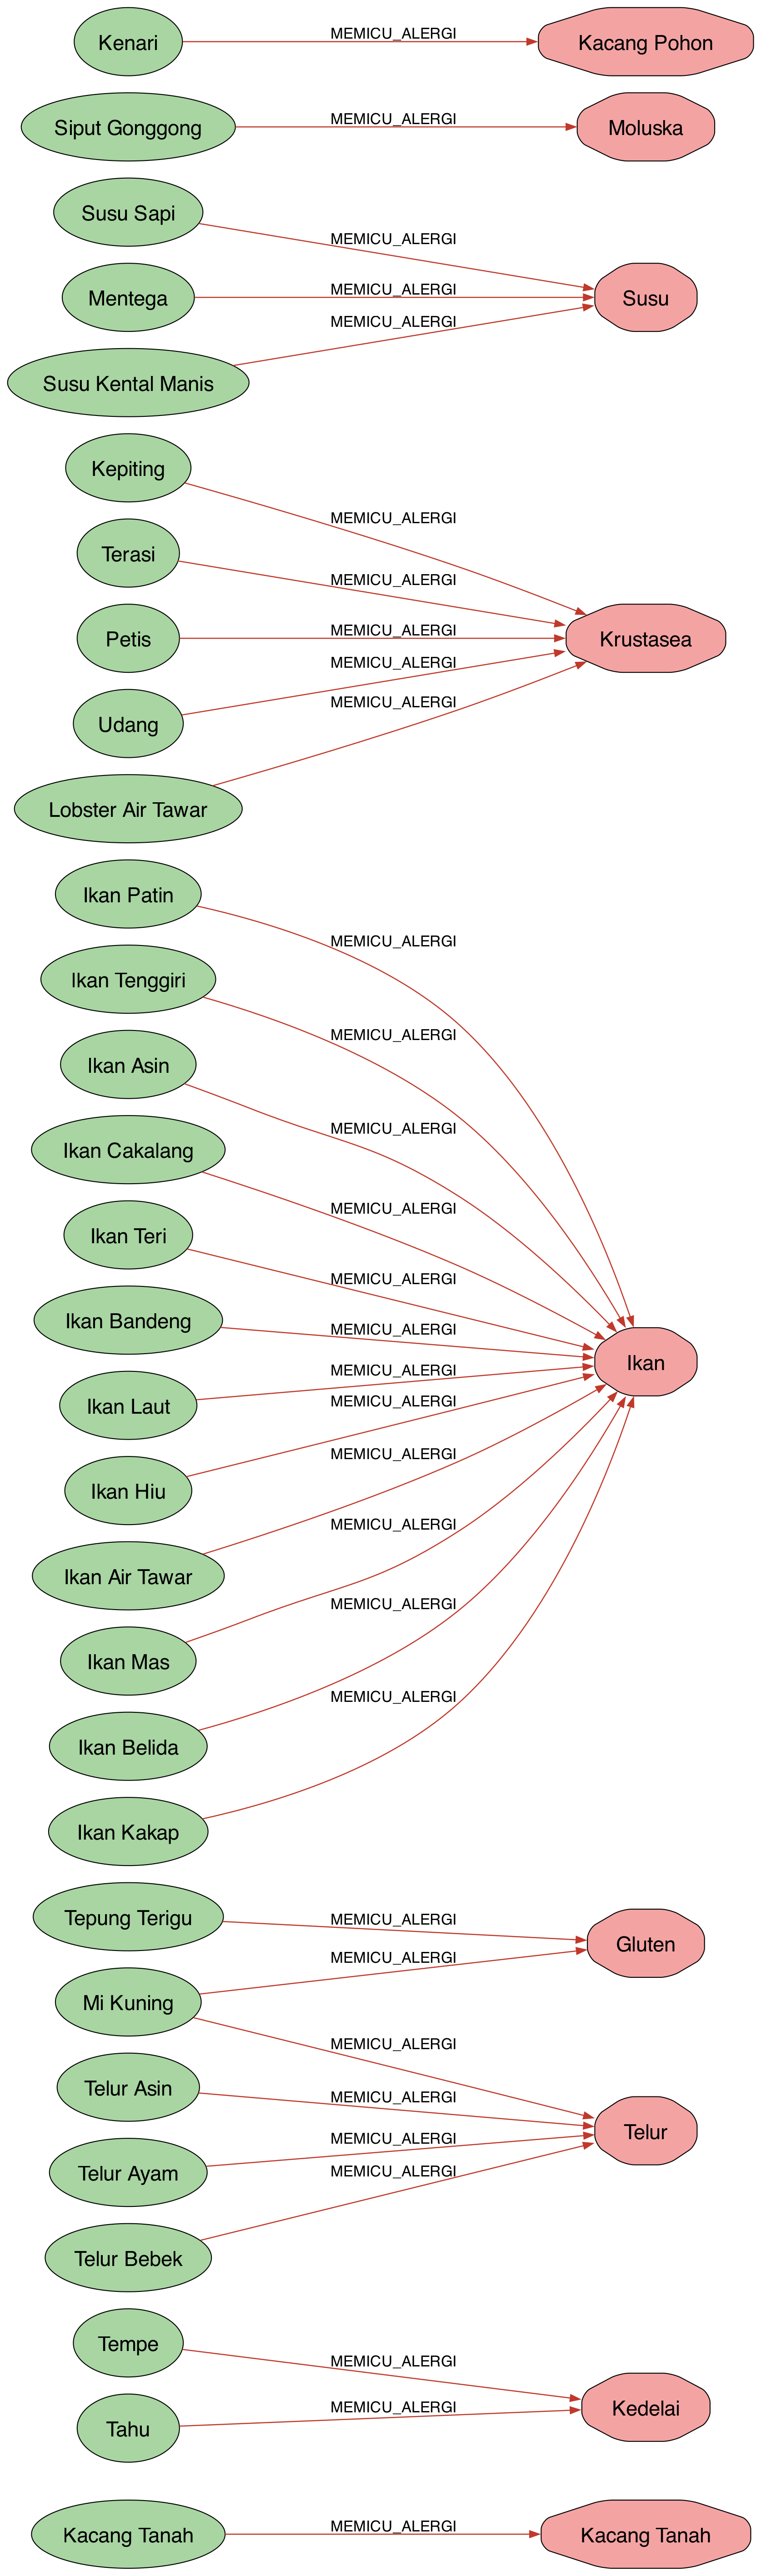 Kenari
MEMICU_ALERGI
Kacang Pohon
Siput Gonggong
MEMICU_ALERGI
Moluska
Susu Sapi
MEMICU_ALERGI
Mentega
MEMICU_ALERGI
Susu
MEMICU_ALERGI
Susu Kental Manis
Kepiting
MEMICU_ALERGI
Terasi
MEMICU_ALERGI
Petis
MEMICU_ALERGI
Krustasea
MEMICU_ALERGI
Udang
MEMICU_ALERGI
Lobster Air Tawar
Ikan Patin
MEMICU_ALERGI
Ikan Tenggiri
MEMICU_ALERGI
Ikan Asin
MEMICU_ALERGI
Ikan Cakalang
MEMICU_ALERGI
Ikan Teri
MEMICU_ALERGI
Ikan Bandeng
MEMICU_ALERGI
Ikan
MEMICU_ALERGI
Ikan Laut
MEMICU_ALERGI
Ikan Hiu
MEMICU_ALERGI
Ikan Air Tawar
MEMICU_ALERGI
Ikan Mas
MEMICU_ALERGI
Ikan Belida
MEMICU_ALERGI
Ikan Kakap
Tepung Terigu
MEMICU_ALERGI
Gluten
MEMICU_ALERGI
Mi Kuning
MEMICU_ALERGI
Telur Asin
MEMICU_ALERGI
Telur
MEMICU_ALERGI
Telur Ayam
MEMICU_ALERGI
Telur Bebek
Tempe
MEMICU_ALERGI
Kedelai
MEMICU_ALERGI
Tahu
Kacang Tanah
MEMICU_ALERGI
Kacang Tanah